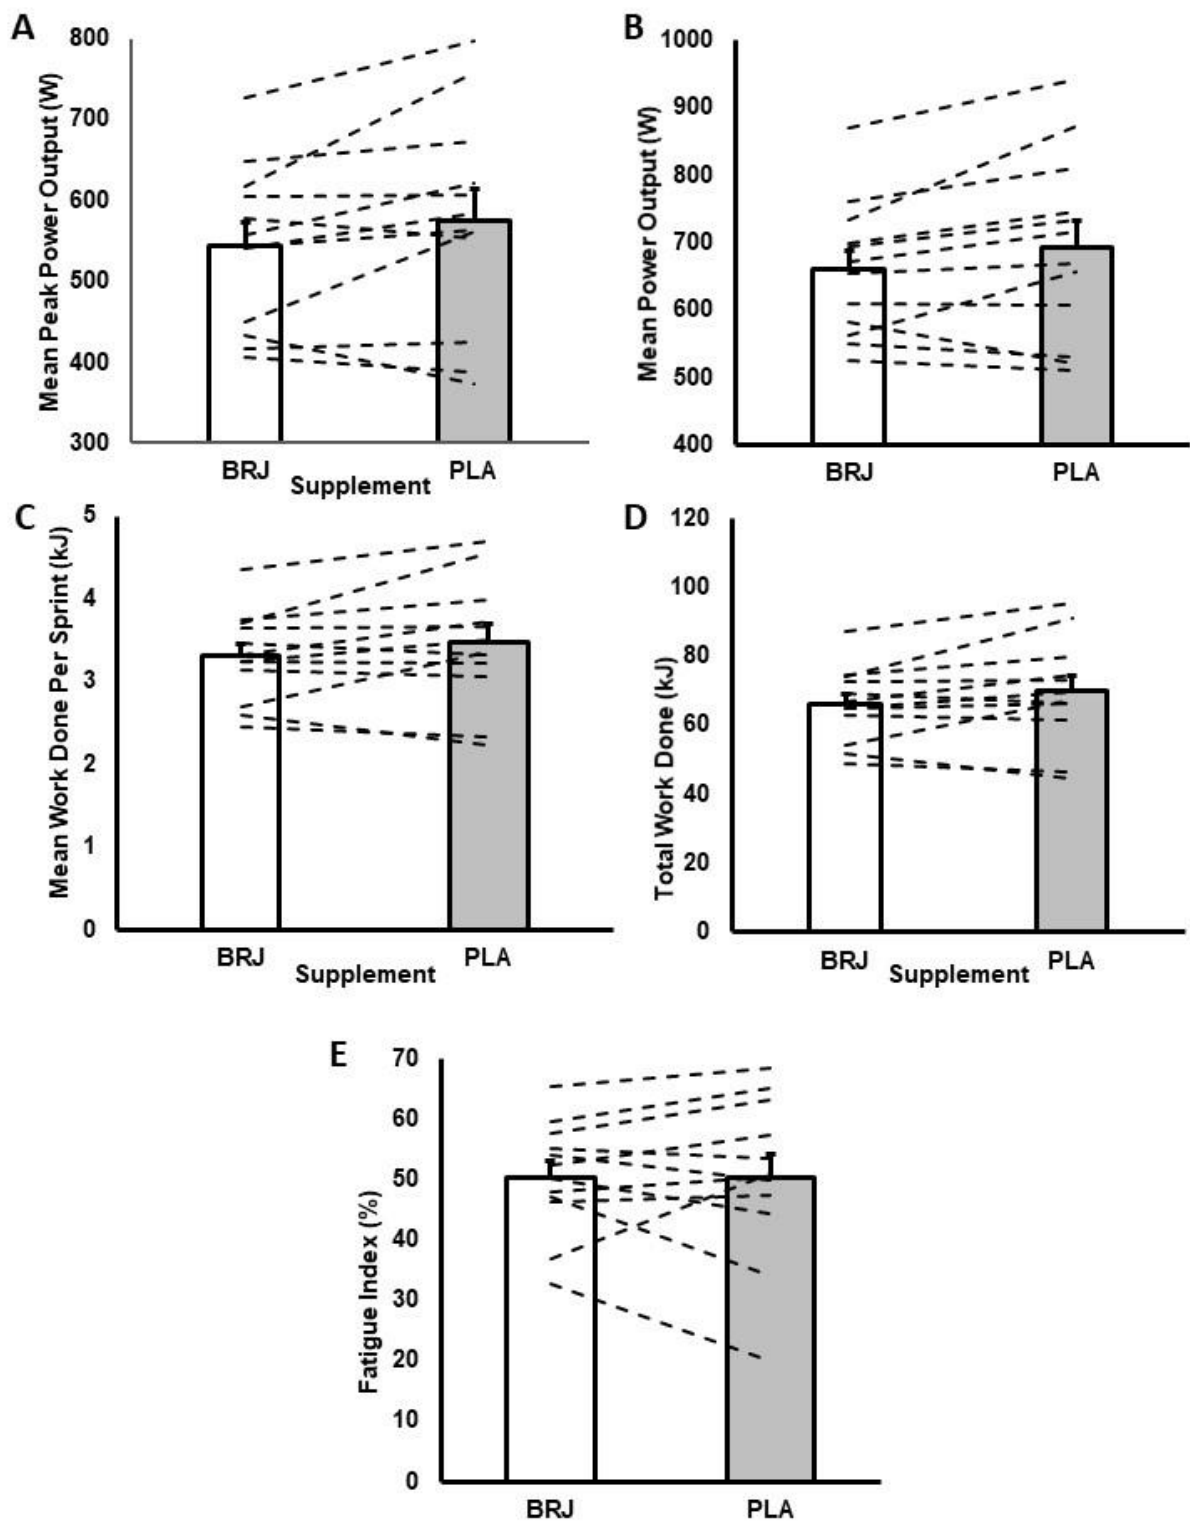 A
Mean Peak Power Output (W)
800
700
600
500
400
300
BRJ
PLA
Supplement
B
Mean Power Output (W)
1000
900
800
700
600
500
400
BRJ
PLA
C
Mean Work Done Per Sprint (kJ)
5
4
3
2
1
0
BRJ
PLA
Supplement
D
Total Work Done (kJ)
120
100
80
60
40
20
0
BRJ
PLA
Supplement
E
Fatigue Index (%)
70
60
50
40
30
20
10
0
BRJ
PLA